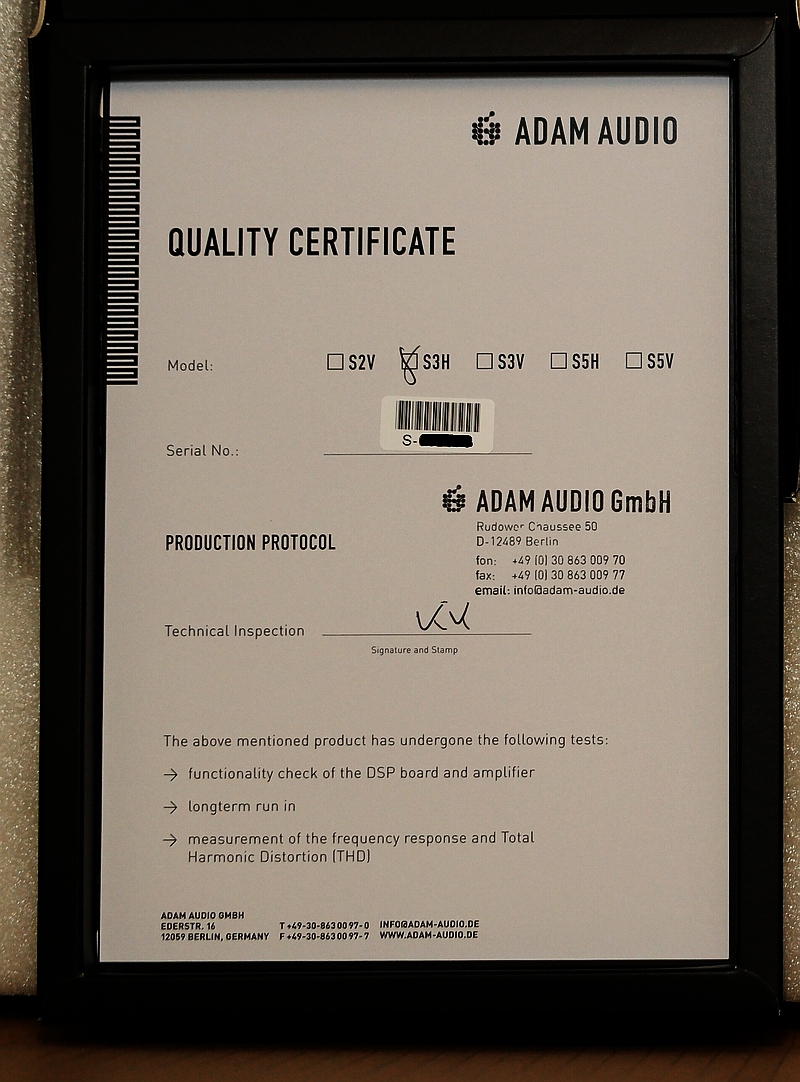 ADAM AUDIO
QUALITY CERTIFICATE
Model: S2V S3H S3V S5H S5V
S-
Serial No.:
ADAM AUDIO GmbH
Rudower Chaussee 50
D-12489 Berlin
PRODUCTION PROTOCOL
fon: +49 (0) 30 863 009 70
fax: +49 (0) 30 863 009 77
email: info@adam-audio.de
Technical Inspection
Signature and Stamp
The above mentioned product has undergone the following tests:
→ functionality check of the DSP board and amplifier
→ longterm run in
→ measurement of the frequency response and Total
Harmonic Distortion (THD)
ADAM AUDIO GMBH
EDERSTR. 16 T +49-30-863 00 97-0 INFO@ADAM-AUDIO.DE
12059 BERLIN, GERMANY F +49-30-863 00 97-7 WWW.ADAM-AUDIO.DE